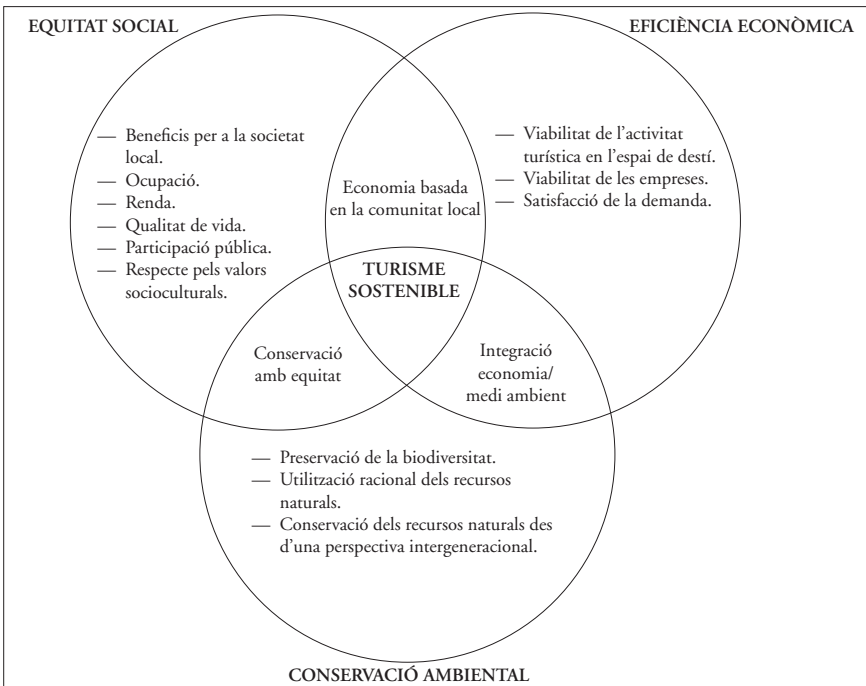 EQUITAT SOCIAL
EFICIÈNCIA ECONÒMICA
— Beneficis per a la societat
local.
— Ocupació.
— Renda.
— Qualitat de vida.
— Participació pública.
— Respecte pels valors
socioculturals.
Economia basada
en la comunitat local
— Viabilitat de l’activitat
turística en l’espai de destí.
— Viabilitat de les empreses.
— Satisfacció de la demanda.
TURISME
SOSTENIBLE
Conservació
amb equitat
Integració
economia/
medi ambient
— Preservació de la biodiversitat.
— Utilització racional dels recursos
naturals.
— Conservació dels recursos naturals des
d’una perspectiva intergeneracional.
CONSERVACIÓ AMBIENTAL